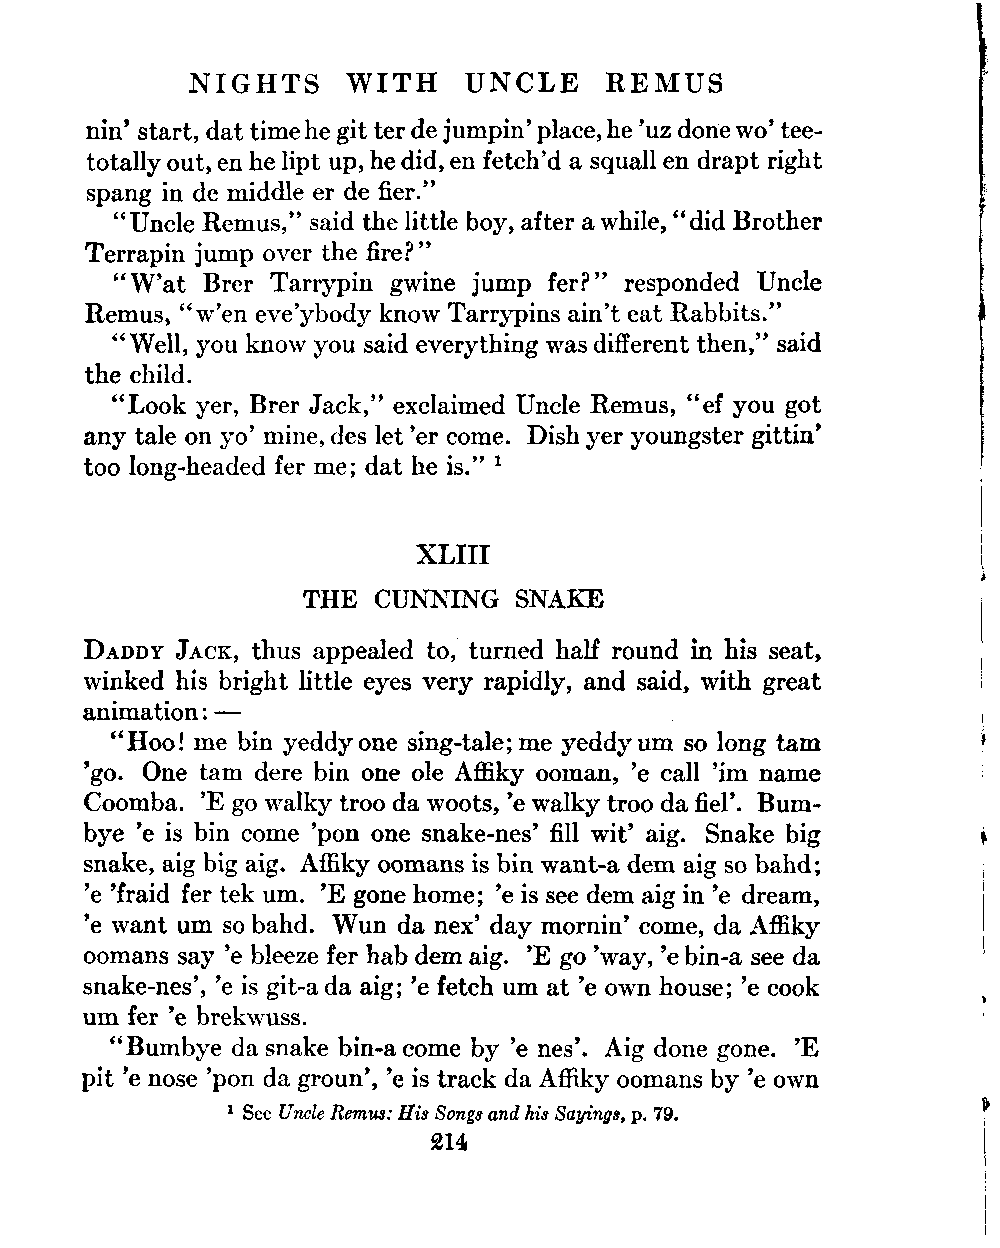 NIGHTS WITH UNCLE REMUS
nin' start, dat time he git ter de jumpin' place, he 'uz done wo' tee-
totally out, en he lipt up, he did, en fetch'd a squall en drapt right
spang in de middle er de fier."
"Uncle Remus," said the little boy, after a while, "did Brother
Terrapin jump over the fire?"
"W'at Brer Tarrypin gwine jump fer?" responded Uncle
Remus, "w'en eve'ybody know Tarrypins ain't eat Rabbits."
"Well, you know you said everything was different then," said
the child.
"Look yer, Brer Jack," exclaimed Uncle Remus, "ef you got
any tale on yo' mine, des let 'er come. Dish yer youngster gittin'
too long-headed fer me; dat he is." ¹
XLIII
THE CUNNING SNAKE
DADDY JACK, thus appealed to, turned half round in his seat,
winked his bright little eyes very rapidly, and said, with great
animation: —
"Hoo! me bin yeddy one sing-tale; me yeddy um so long tam
'go. One tam dere bin one ole Affiky ooman, 'e call 'im name
Coomba. 'E go walky troo da woots, 'e walky troo da fiel'. Bum-
bye 'e is bin come 'pon one snake-nes' fill wit' aig. Snake big
snake, aig big aig. Affiky oomans is bin want-a dem aig so bahd;
'e 'fraid fer tek um. 'E gone home; 'e is see dem aig in 'e dream,
'e want um so bahd. Wun da nex' day mornin' come, da Affiky
oomans say 'e bleeze fer hab dem aig. 'E go 'way, 'e bin-a see da
snake-nes', 'e is git-a da aig; 'e fetch um at 'e own house; 'e cook
um fer 'e brekwuss.
"Bumbye da snake bin-a come by 'e nes'. Aig done gone. 'E
pit 'e nose 'pon da groun', 'e is track da Affiky oomans by 'e own
¹ See Uncle Remus: His Songs and his Sayings, p. 79.
214